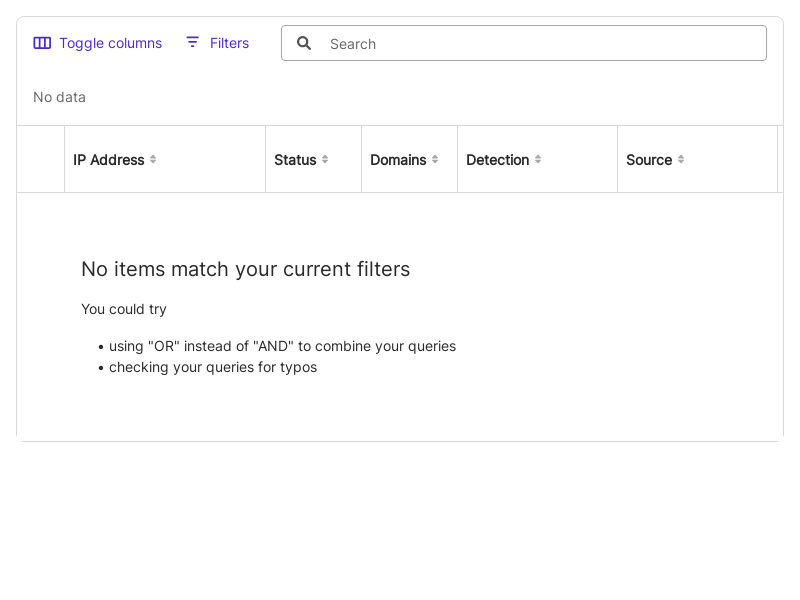 Toggle columns Filters Search
No data
IP Address Status Domains Detection Source
No items match your current filters
You could try
• using "OR" instead of "AND" to combine your queries
• checking your queries for typos